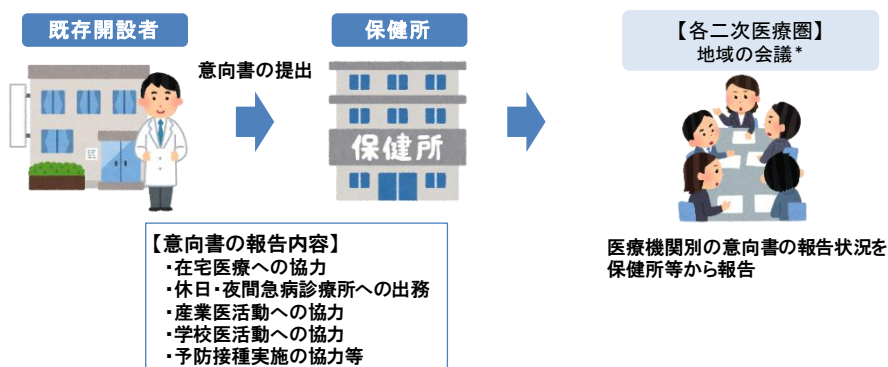 既存開設者
保健所
【各二次医療圏】
地域の会議*
意向書の提出
保健所
【意向書の報告内容】
・在宅医療への協力
・休日・夜間急病診療所への出務
・産業医活動への協力
・学校医活動への協力
・予防接種実施の協力等
医療機関別の意向書の報告状況を
保健所等から報告